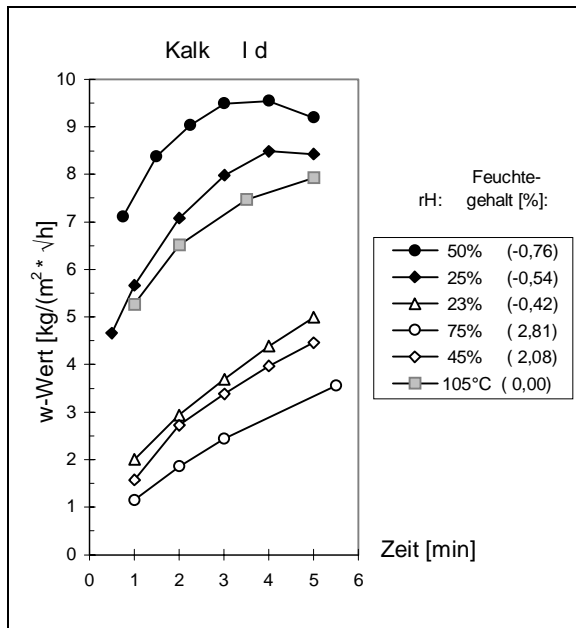 Kalk I d
10
9
8
7
6
5
4
3
2
1
0
w-Wert [kg/(m² * √h]
0 1 2 3 4 5 6
Zeit [min]
Feuchte-
rH: gehalt [%]:
50% (-0,76)
25% (-0,54)
23% (-0,42)
75% ( 2,81)
45% ( 2,08)
105°C ( 0,00)